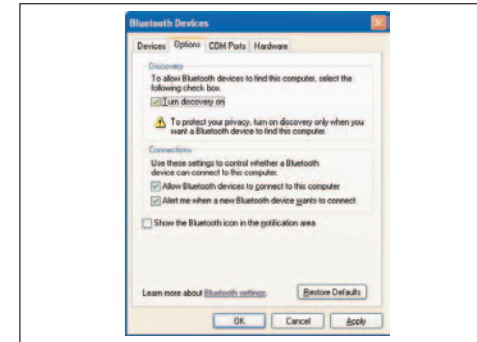 Bluetooth Devices
Devices Options COM Ports Hardware
Discovery
To allow Bluetooth devices to find this computer, select the
following check box.
Turn discovery on
To protect your privacy, turn on discovery only when you
want a Bluetooth device to find this computer.
Connections
Use these settings to control whether a Bluetooth
device can connect to this computer.
Allow Bluetooth devices to connect to this computer
Alert me when a new Bluetooth device wants to connect
Show the Bluetooth icon in the notification area
Learn more about Bluetooth settings. Restore Defaults
OK Cancel Apply